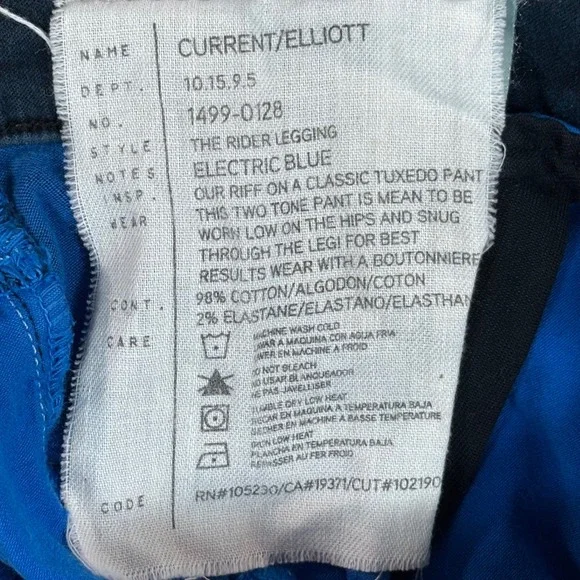 NAME CURRENT/ELLIOTT
DEPT. 10.15.9.5
NO. 1499-0128
STYLE THE RIDER LEGGING
NOTES ELECTRIC BLUE
INSP. OUR RIFF ON A CLASSIC TUXEDO PANT
WEAR THIS TWO TONE PANT IS MEAN TO BE
WORN LOW ON THE HIPS AND SNUG
THROUGH THE LEG! FOR BEST
RESULTS WEAR WITH A BOUTONNIERE
CONT. 98% COTTON/ALGODON/COTON
2% ELASTANE/ELASTANO/ELASTHAN
CARE MACHINE WASH COLD
LAVAR A MAQUINA CON AGUA FRIA
LAVER EN MACHINE A FROID
DO NOT BLEACH
NO USAR BLANQUEADOR
NE PAS JAVELLISER
TUMBLE DRY LOW HEAT
SECAR EN MAQUINA A TEMPERATURA BAJA
SECHER EN MACHINE A BASSE TEMPERATURE
IRON LOW HEAT
PLANCHA EN TEMPERATURA BAJA
REPASSER AU FER FROID
CODE RN#105230/CA#19371/CUT#102190